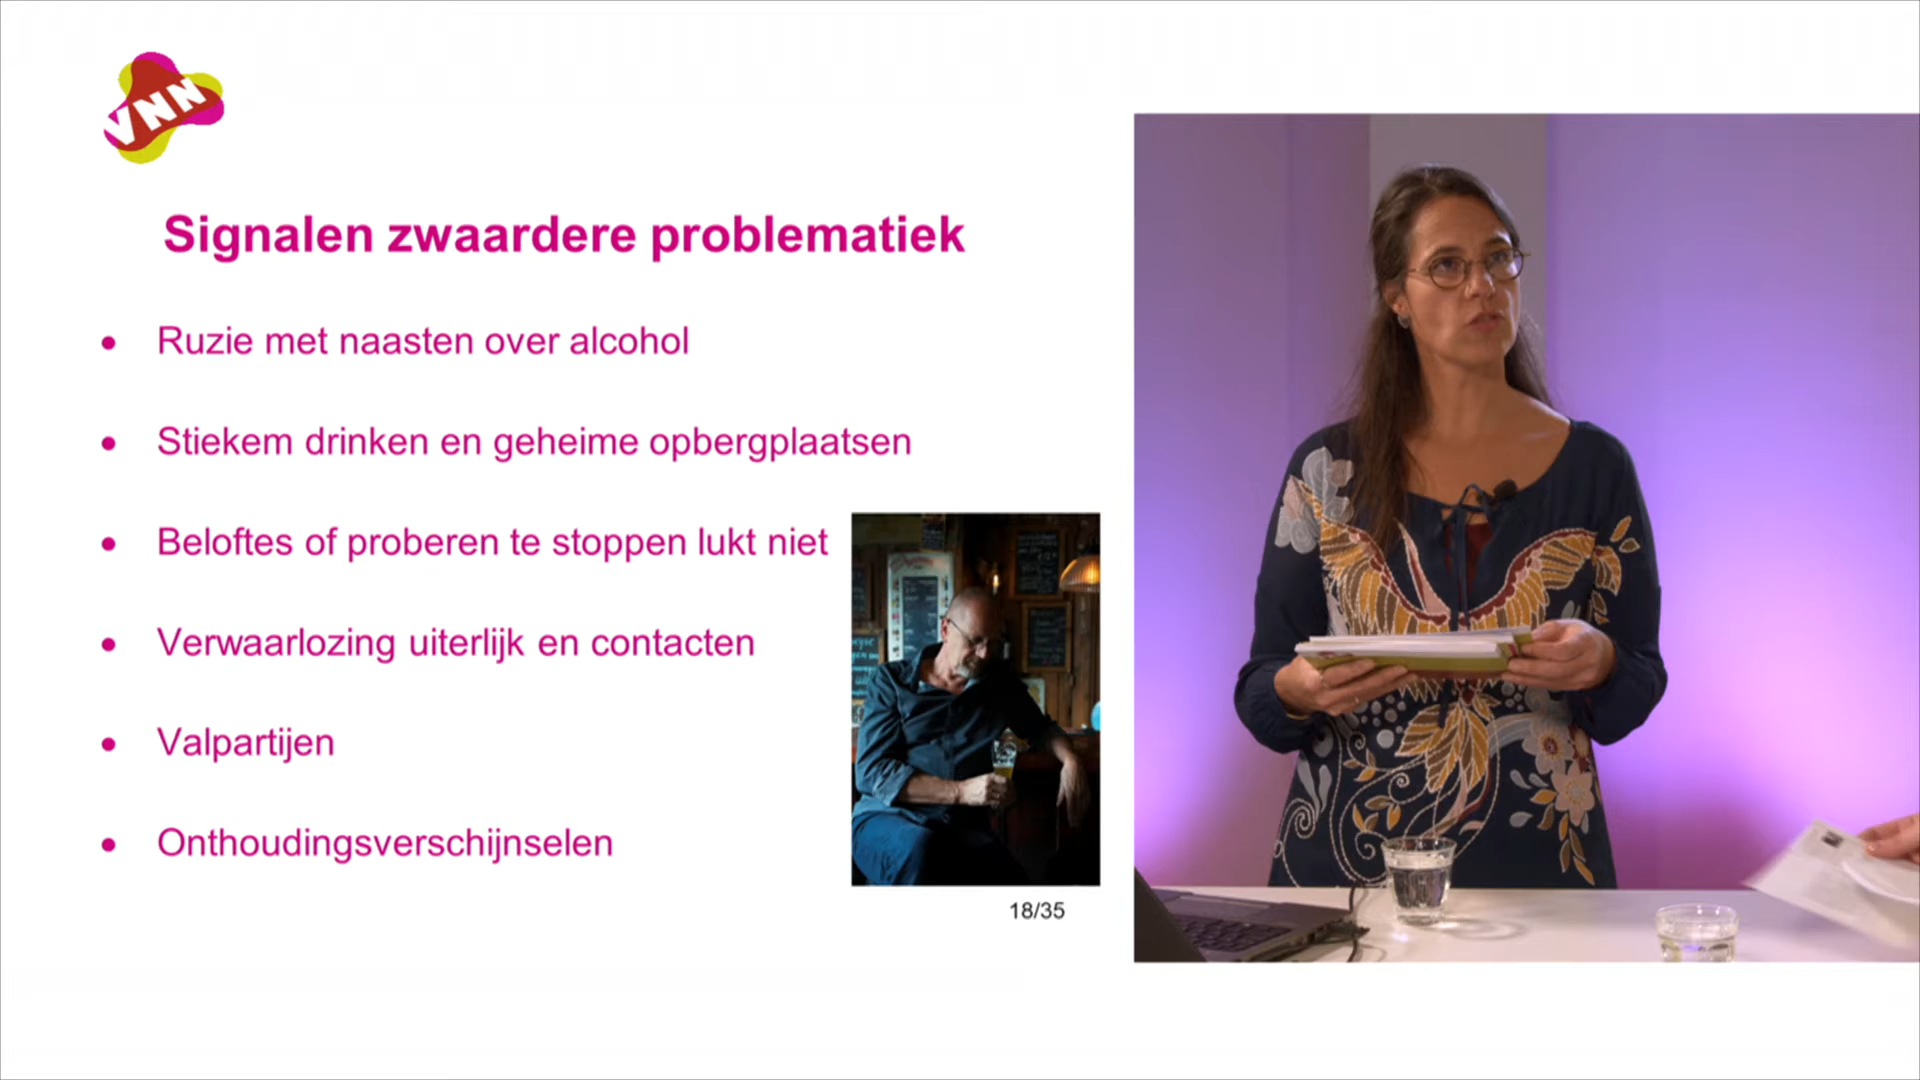 VNN
Signalen zwaardere problematiek
• Ruzie met naasten over alcohol
• Stiekem drinken en geheime opbergplaatsen
• Beloftes of proberen te stoppen lukt niet
• Verwaarlozing uiterlijk en contacten
• Valpartijen
• Onthoudingsverschijnselen
18/35